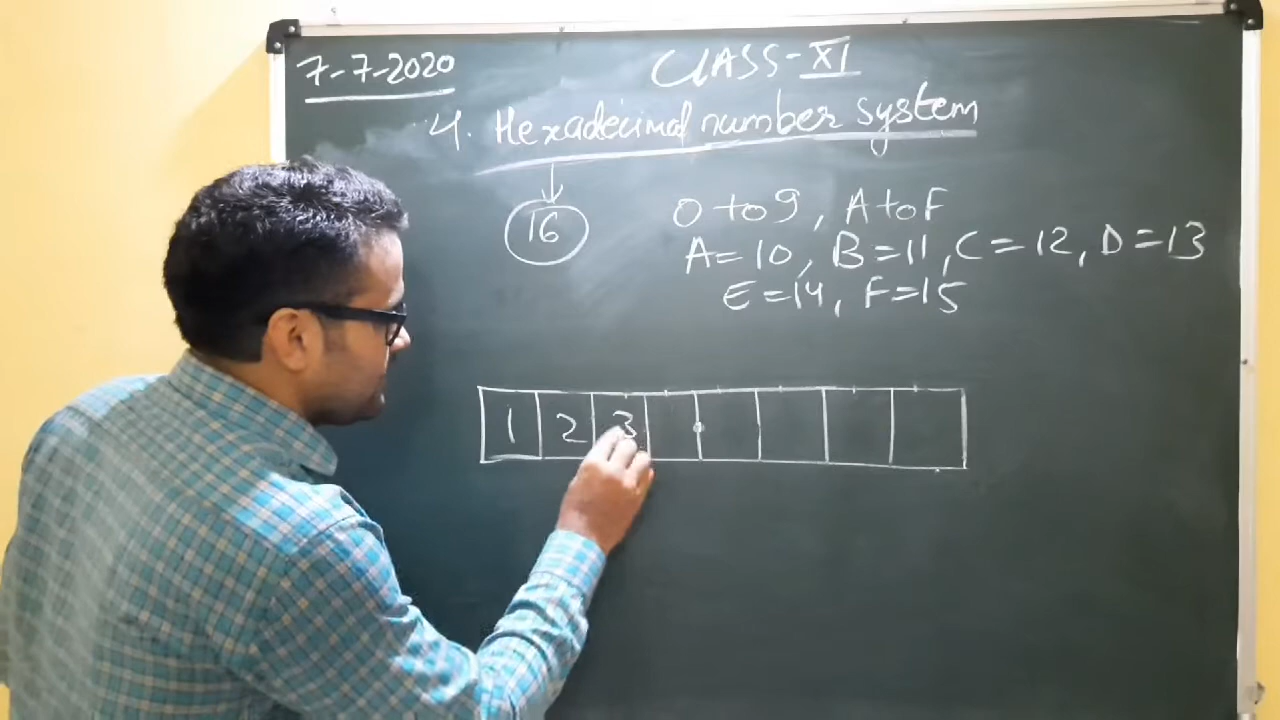 7-7-2020
CLASS-XI
4. Hexadecimal number system
16
0 to 9, A to F
A=10, B=11, C=12, D=13
E=14, F=15
1 2 3